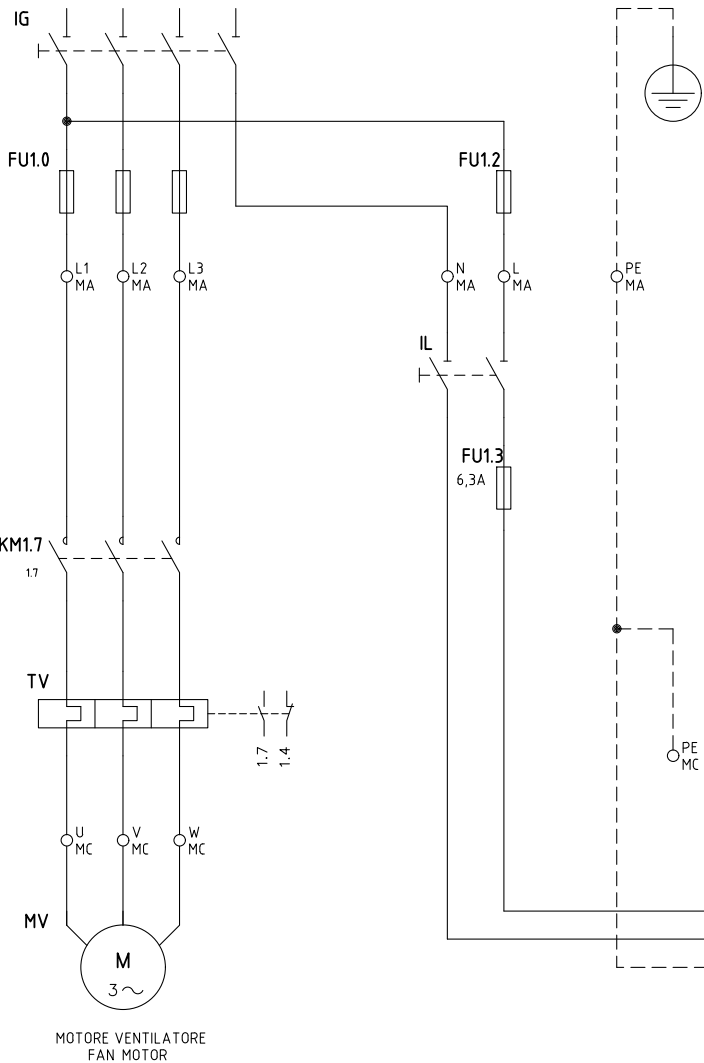 IG
FU1.0
FU1.2
L1
MA
L2
MA
L3
MA
N
MA
L
MA
PE
MA
IL
FU1.3
6,3A
KM1.7
1.7
TV
1.7
1.4
PE
MC
U
MC
V
MC
W
MC
MV
M
3~
MOTORE VENTILATORE
FAN MOTOR